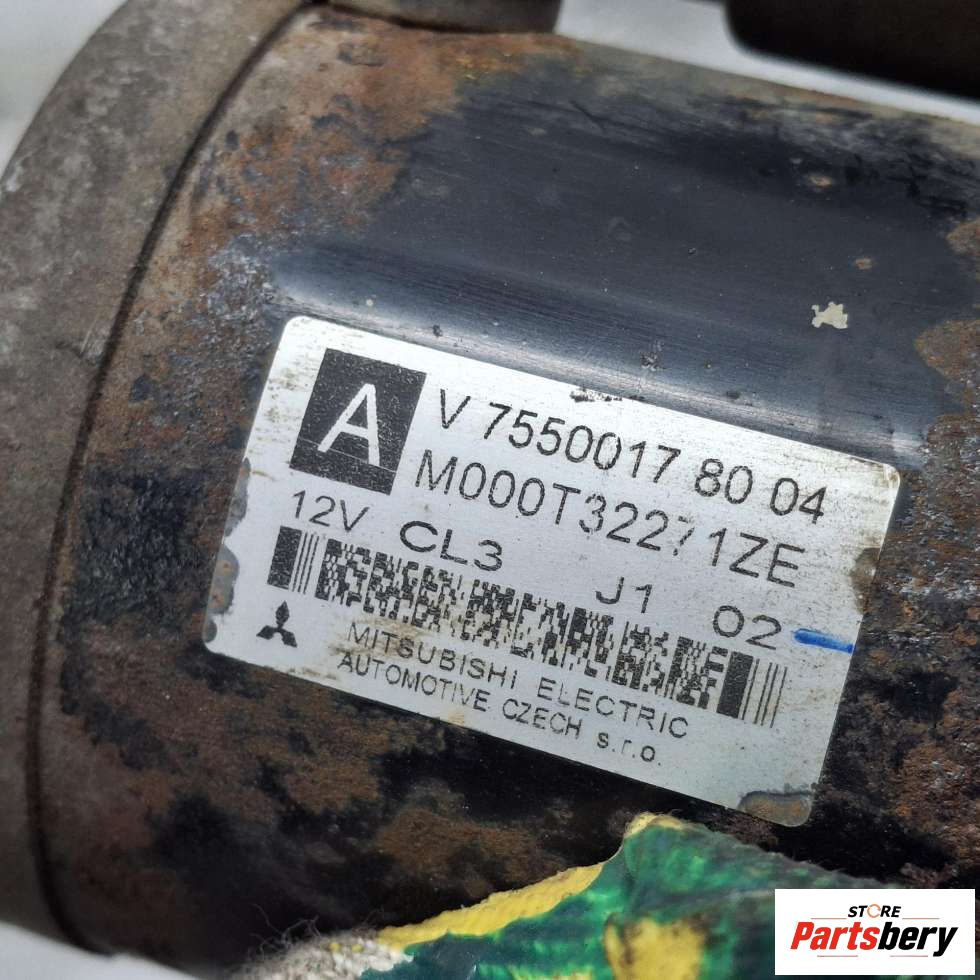 A
V 7550017 80 04
M000T32271ZE
12V CL3 J1 02
MITSUBISHI ELECTRIC
AUTOMOTIVE CZECH s.r.o.
STORE
Partsbery